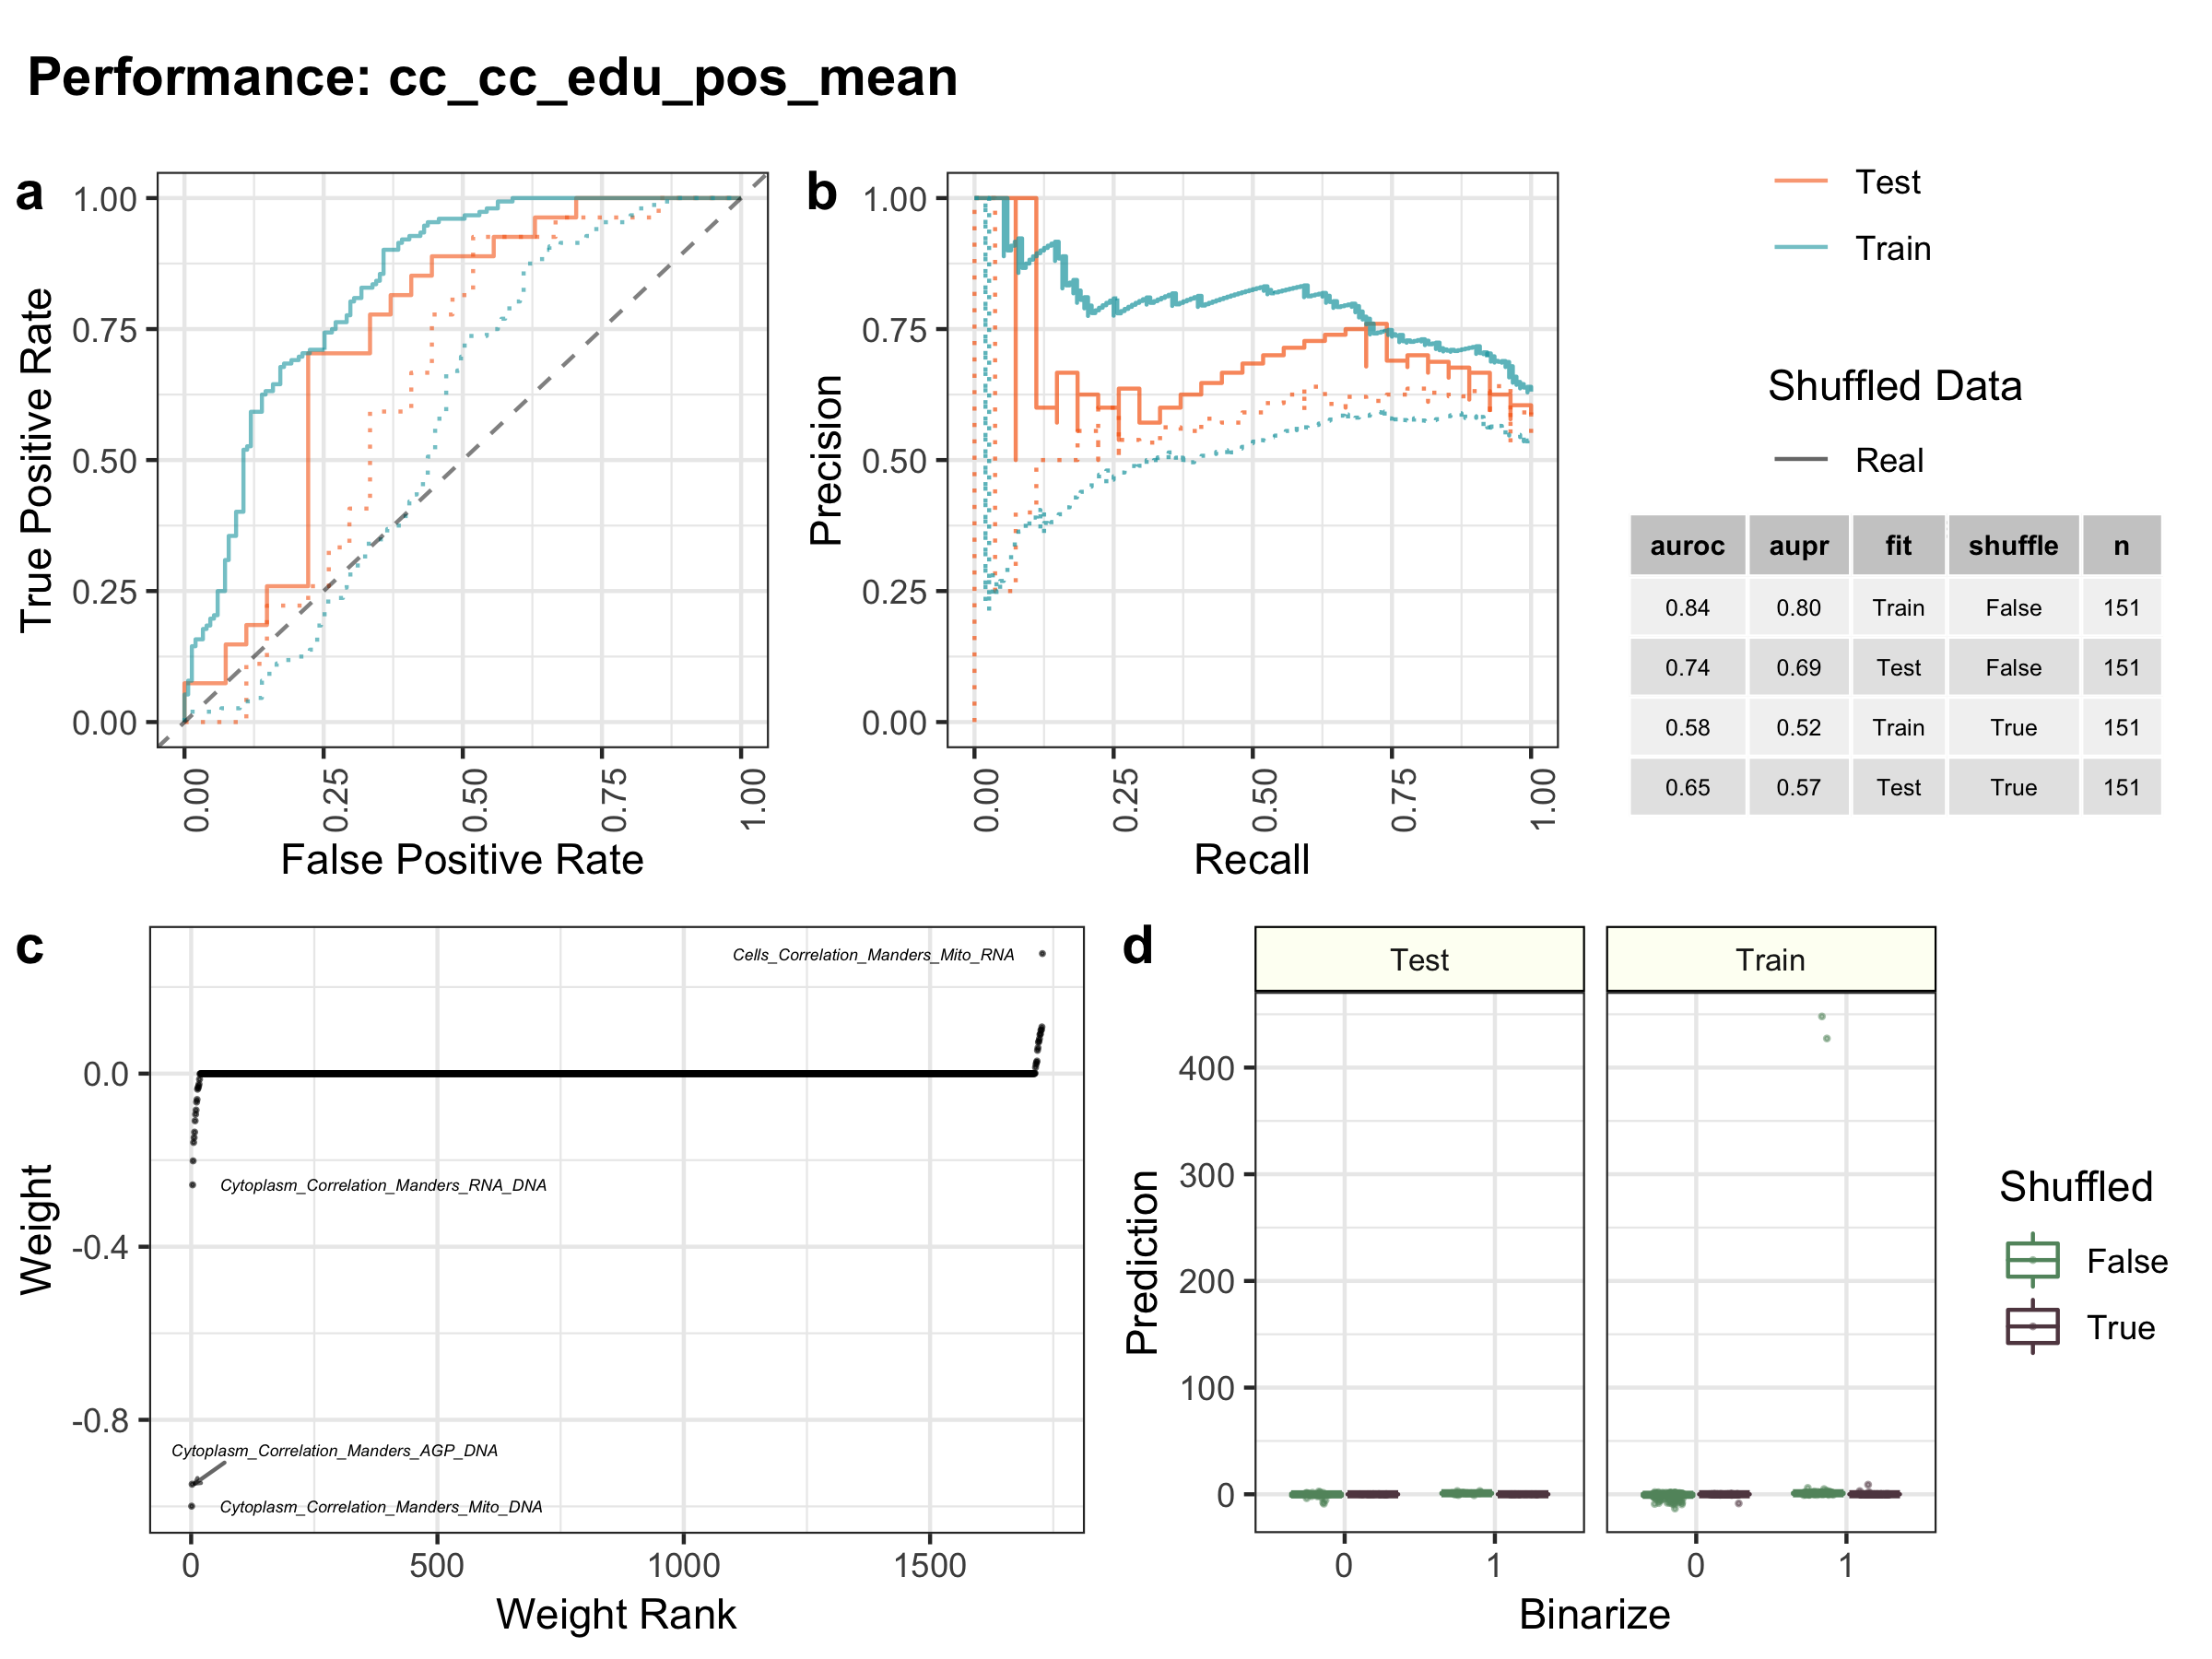 Performance: cc_cc_edu_pos_mean
a
1.00
0.75
0.50
0.25
0.00
True Positive Rate
0.00
0.25
0.50
0.75
1.00
False Positive Rate
b
1.00
0.75
0.50
0.25
0.00
Precision
0.00
0.25
0.50
0.75
1.00
Recall
Test
Train
Shuffled Data
Real
auroc aupr fit shuffle n
0.84 0.80 Train False 151
0.74 0.69 Test False 151
0.58 0.52 Train True 151
0.65 0.57 Test True 151
c
Cells_Correlation_Manders_Mito_RNA
Cytoplasm_Correlation_Manders_RNA_DNA
Cytoplasm_Correlation_Manders_AGP_DNA
Cytoplasm_Correlation_Manders_Mito_DNA
0.0
-0.4
-0.8
Weight
0
500
1000
1500
Weight Rank
d
Test
Train
400
300
200
100
0
Prediction
0
1
0
1
Binarize
Shuffled
False
True